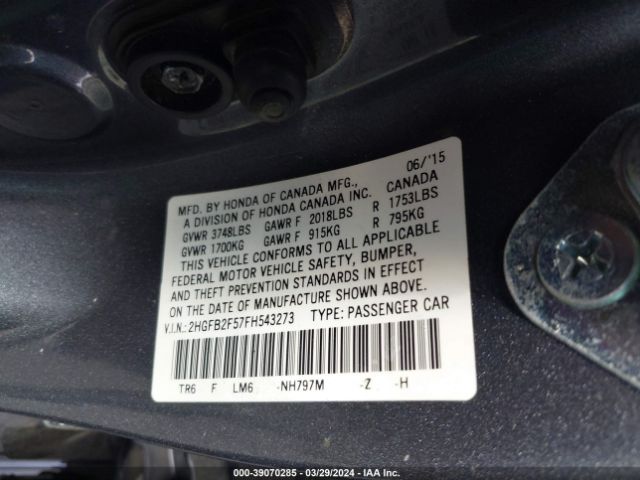 MFD. BY HONDA OF CANADA MFG., 06/'15
A DIVISION OF HONDA CANADA INC. CANADA
GVWR 3748LBS GAWR F 2018LBS R 1753LBS
GVWR 1700KG GAWR F 915KG R 795KG
THIS VEHICLE CONFORMS TO ALL APPLICABLE
FEDERAL MOTOR VEHICLE SAFETY, BUMPER,
AND THEFT PREVENTION STANDARDS IN EFFECT
ON THE DATE OF MANUFACTURE SHOWN ABOVE.
V.I.N.: 2HGFB2F57FH543273 TYPE: PASSENGER CAR
TR6 F LM6 -NH797M -Z -H
000-39070285 | 03/29/2024 | IAA Inc.